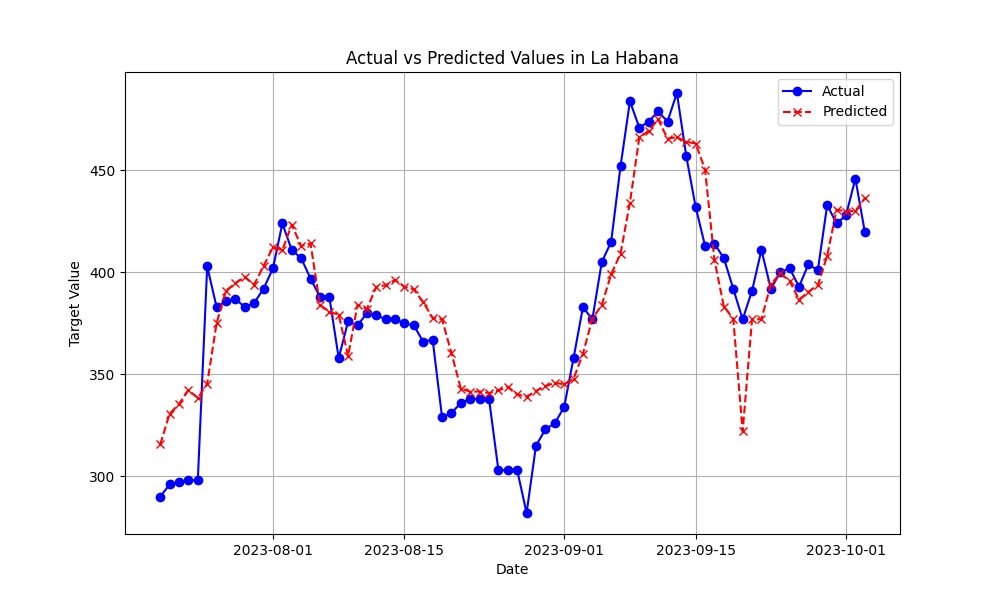 Actual vs Predicted Values in La Habana
Actual
Predicted
Target Value
450
400
350
300
2023-08-01
2023-08-15
2023-09-01
2023-09-15
2023-10-01
Date